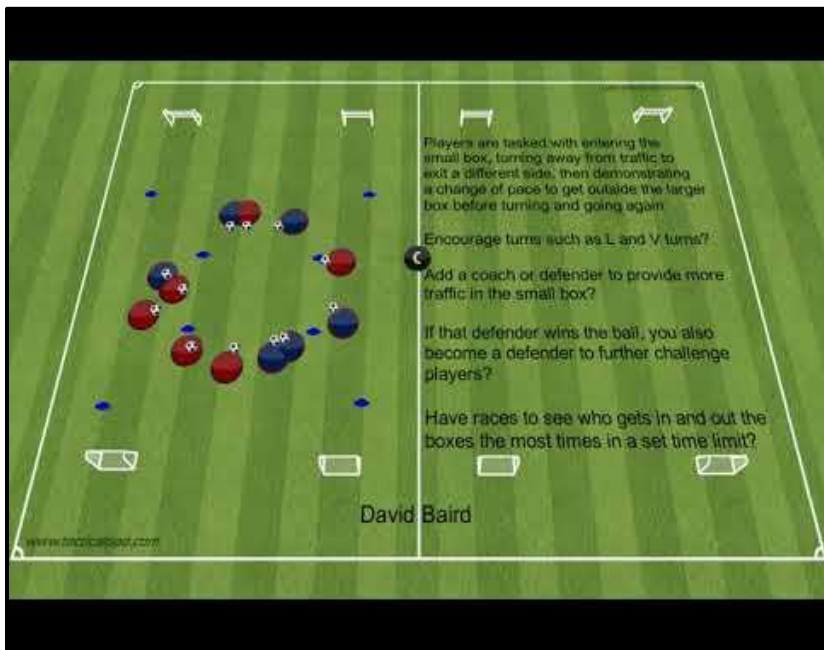 Players are tasked with entering the
small box, turning away from traffic to
exit a different side, then demonstrating
a change of pace to get outside the larger
box before turning and going again
Encourage turns such as L and V turns?
C
Add a coach or defender to provide more
traffic in the small box?
If that defender wins the ball, you also
become a defender to further challenge
players?
Have races to see who gets in and out the
boxes the most times in a set time limit?
David Baird
www.tacticalpad.com